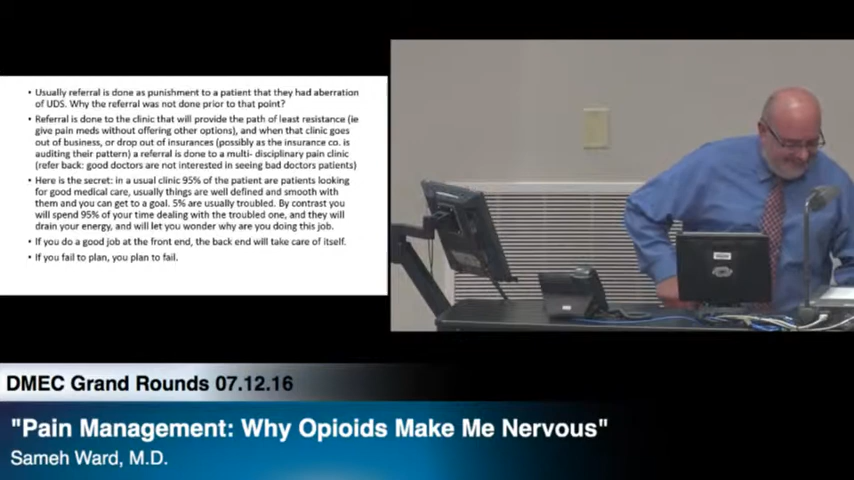 • Usually referral is done as punishment to a patient that they had aberration
of UDS. Why the referral was not done prior to that point?
• Referral is done to the clinic that will provide the path of least resistance (ie
give pain meds without offering other options), and when that clinic goes
out of business, or drop out of insurances (possibly as the insurance co. is
auditing their pattern) a referral is done to a multi- disciplinary pain clinic
(refer back: good doctors are not interested in seeing bad doctors patients)
• Here is the secret: in a usual clinic 95% of the patient are patients looking
for good medical care, usually things are well defined and smooth with
them and you can get to a goal. 5% are usually troubled. By contrast you
will spend 95% of your time dealing with the troubled one, and they will
drain your energy, and will let you wonder why are you doing this job.
• If you do a good job at the front end, the back end will take care of itself.
• If you fail to plan, you plan to fail.
DMEC Grand Rounds 07.12.16
"Pain Management: Why Opioids Make Me Nervous"
Sameh Ward, M.D.